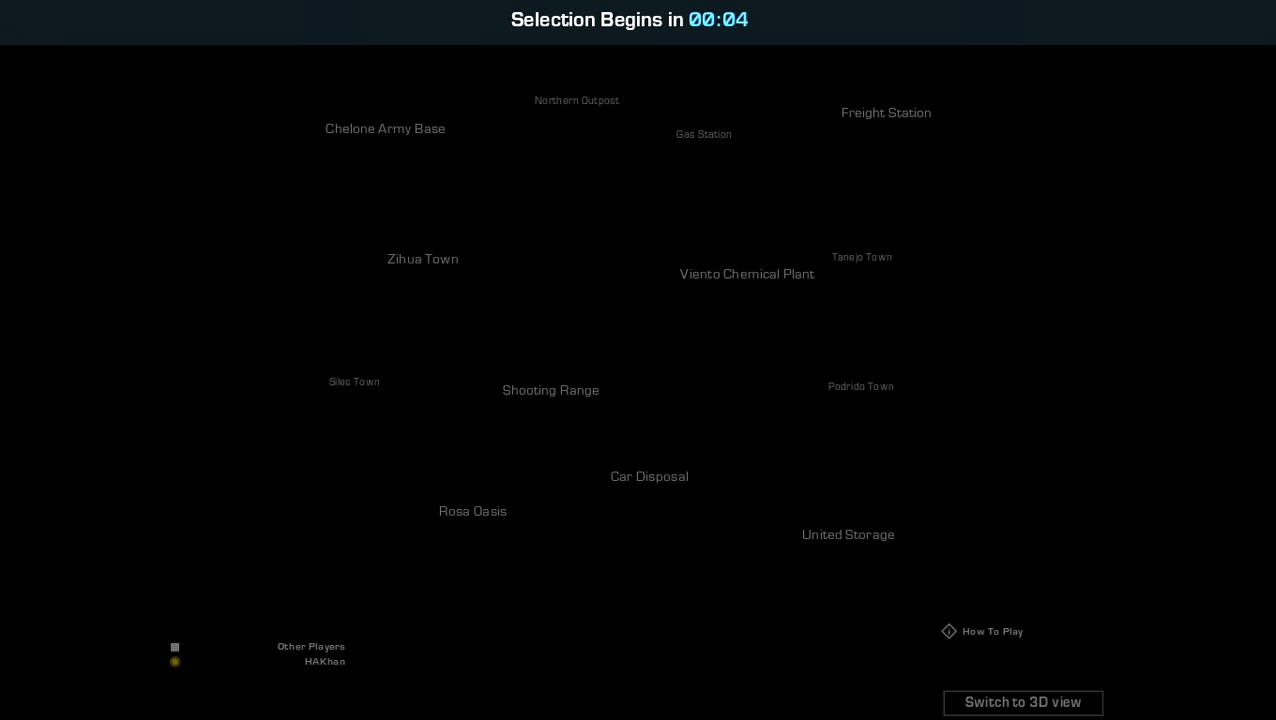 Selection Begins in 00:04
Northern Outpost
Freight Station
Chelone Army Base
Gas Station
Zihua Town
Tanejo Town
Viento Chemical Plant
Siles Town
Shooting Range
Podrido Town
Car Disposal
Rosa Oasis
United Storage
How To Play
Other Players
HAKhan
Switch to 3D view